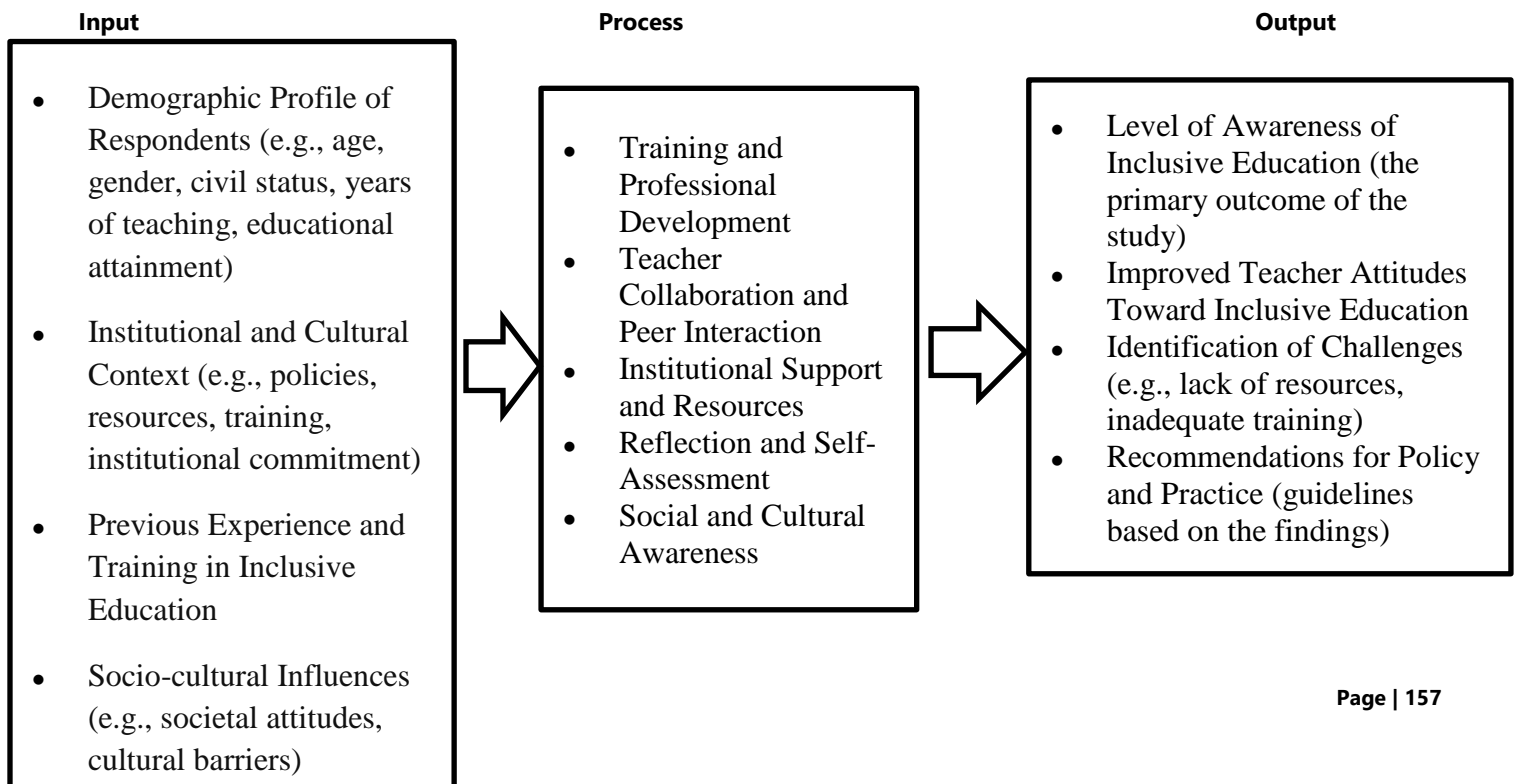 Input
Process
Output
● Demographic Profile of
Respondents (e.g., age,
gender, civil status, years
of teaching, educational
attainment)
● Institutional and Cultural
Context (e.g., policies,
resources, training,
institutional commitment)
● Previous Experience and
Training in Inclusive
Education
● Socio-cultural Influences
(e.g., societal attitudes,
cultural barriers)
● Training and
Professional
Development
● Teacher
Collaboration and
Peer Interaction
● Institutional Support
and Resources
● Reflection and Self-
Assessment
● Social and Cultural
Awareness
● Level of Awareness of
Inclusive Education (the
primary outcome of the
study)
● Improved Teacher Attitudes
Toward Inclusive Education
● Identification of Challenges
(e.g., lack of resources,
inadequate training)
● Recommendations for Policy
and Practice (guidelines
based on the findings)
Page | 157